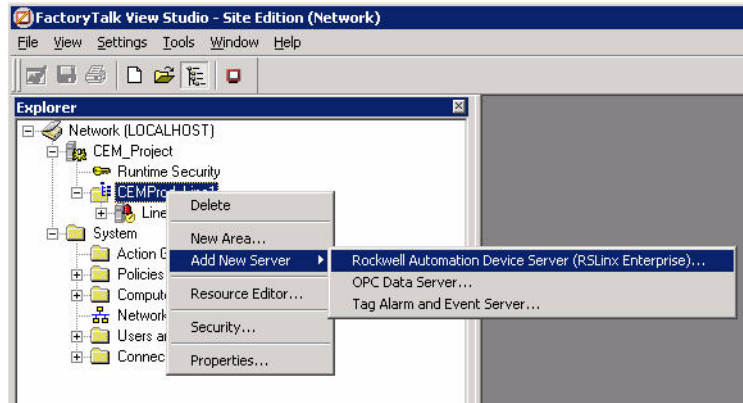 FactoryTalk View Studio - Site Edition (Network)
File View Settings Tools Window Help
Explorer
Network (LOCALHOST)
CEM_Project
Runtime Security
Line
System
Action
Policies
Network
Delete
New Area...
Add New Server
Resource Editor...
Security...
Properties...
Rockwell Automation Device Server (RSLinx Enterprise)...
OPC Data Server...
Tag Alarm and Event Server...